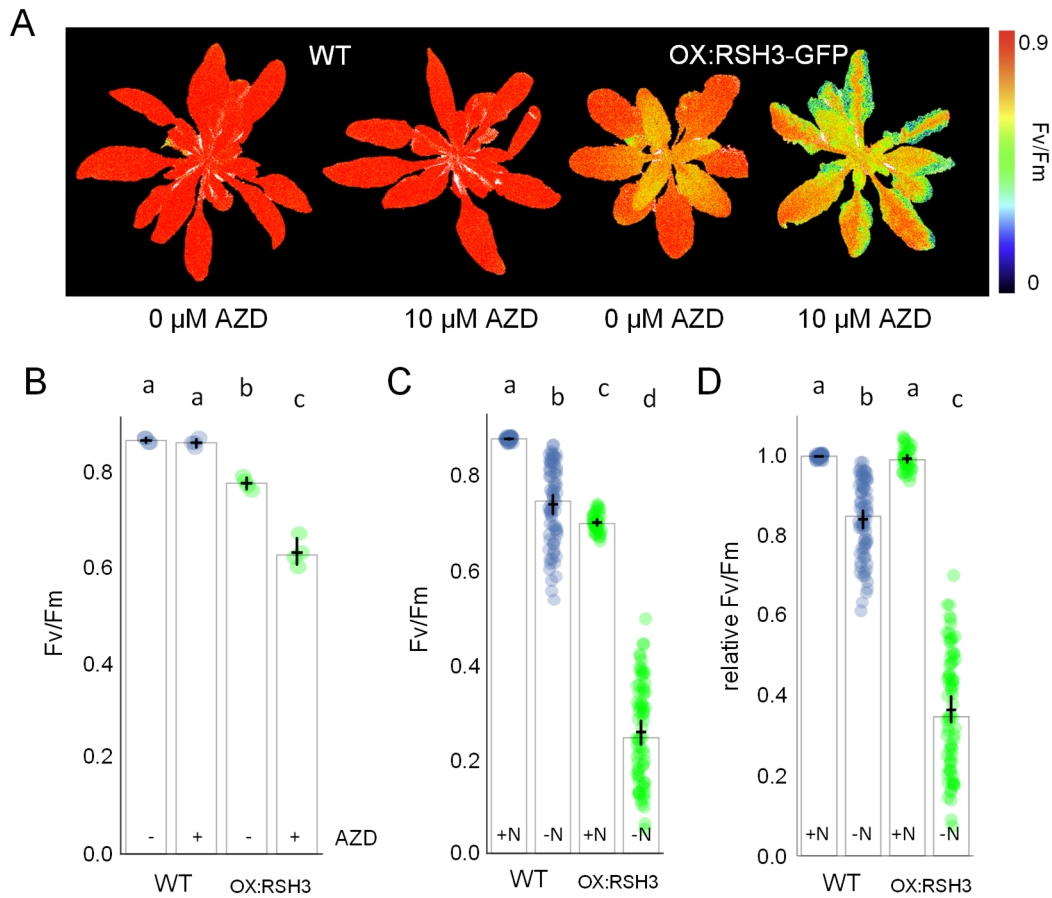 A
WT
OX:RSH3-GFP
0.9
Fv/Fm
0
0 µM AZD
10 µM AZD
0 µM AZD
10 µM AZD
B
a
a
b
c
Fv/Fm
0.8
0.6
0.4
0.2
0.0
-
+
-
+
AZD
WT
OX:RSH3
C
a
b
c
d
Fv/Fm
0.8
0.6
0.4
0.2
0.0
+N
-N
+N
-N
WT
OX:RSH3
D
a
b
a
c
relative Fv/Fm
1.0
0.8
0.6
0.4
0.2
0.0
+N
-N
+N
-N
WT
OX:RSH3